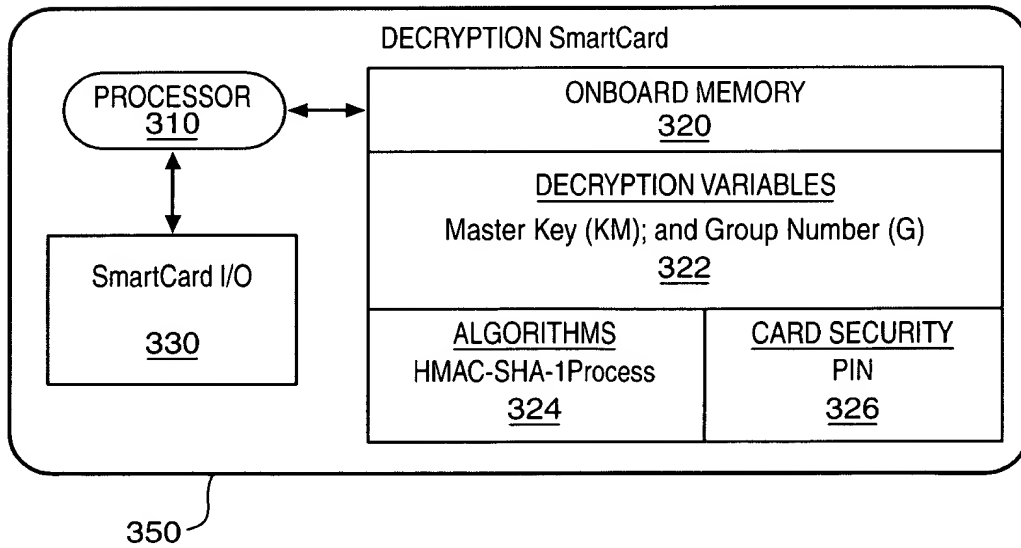 DECRYPTION SmartCard
PROCESSOR
310
ONBOARD MEMORY
320
DECRYPTION VARIABLES
Master Key (KM); and Group Number (G)
322
SmartCard I/O
330
ALGORITHMS
HMAC-SHA-1Process
324
CARD SECURITY
PIN
326
350